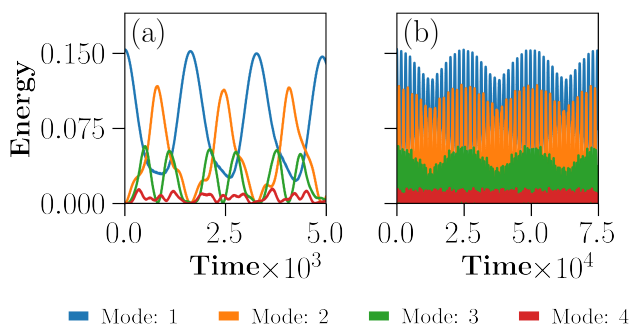 (a) (b)
Energy
0.150
0.075
0.000
0.0 2.5 5.0 0.0 2.5 5.0 7.5
Time×10³ Time×10⁴
Mode: 1 Mode: 2 Mode: 3 Mode: 4